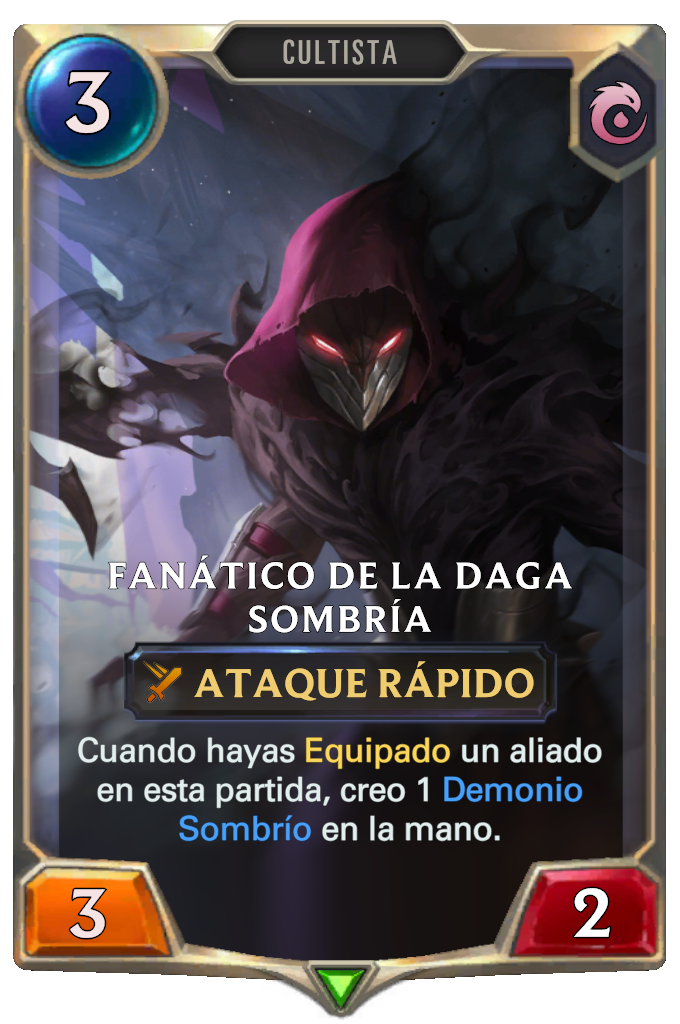 CULTISTA
3
FANÁTICO DE LA DAGA
SOMBRÍA
ATAQUE RÁPIDO
Cuando hayas Equipado un aliado
en esta partida, creo 1 Demonio
Sombrío en la mano.
3
2